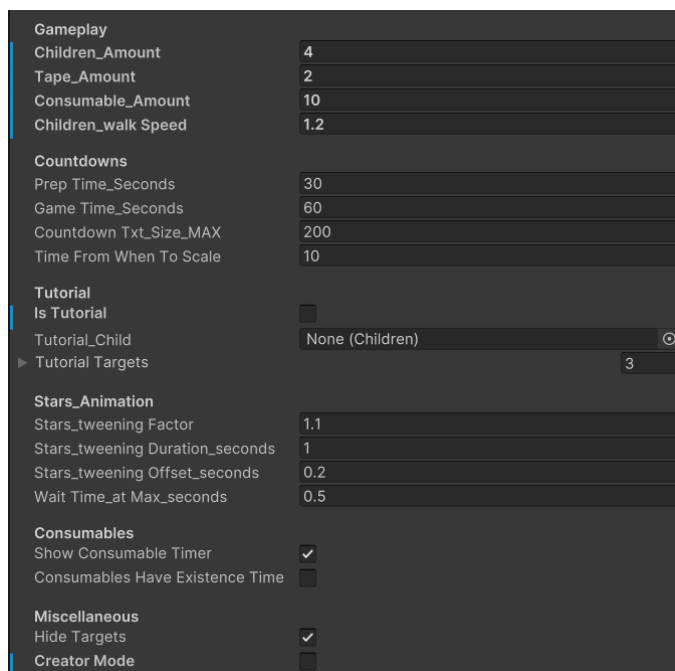 Gameplay
Children_Amount 4
Tape_Amount 2
Consumable_Amount 10
Children_walk Speed 1.2
Countdowns
Prep Time_Seconds 30
Game Time_Seconds 60
Countdown Txt_Size_MAX 200
Time From When To Scale 10
Tutorial
Is Tutorial
Tutorial_Child None (Children)
Tutorial Targets 3
Stars_Animation
Stars_tweening Factor 1.1
Stars_tweening Duration_seconds 1
Stars_tweening Offset_seconds 0.2
Wait Time_at Max_seconds 0.5
Consumables
Show Consumable Timer
Consumables Have Existence Time
Miscellaneous
Hide Targets
Creator Mode